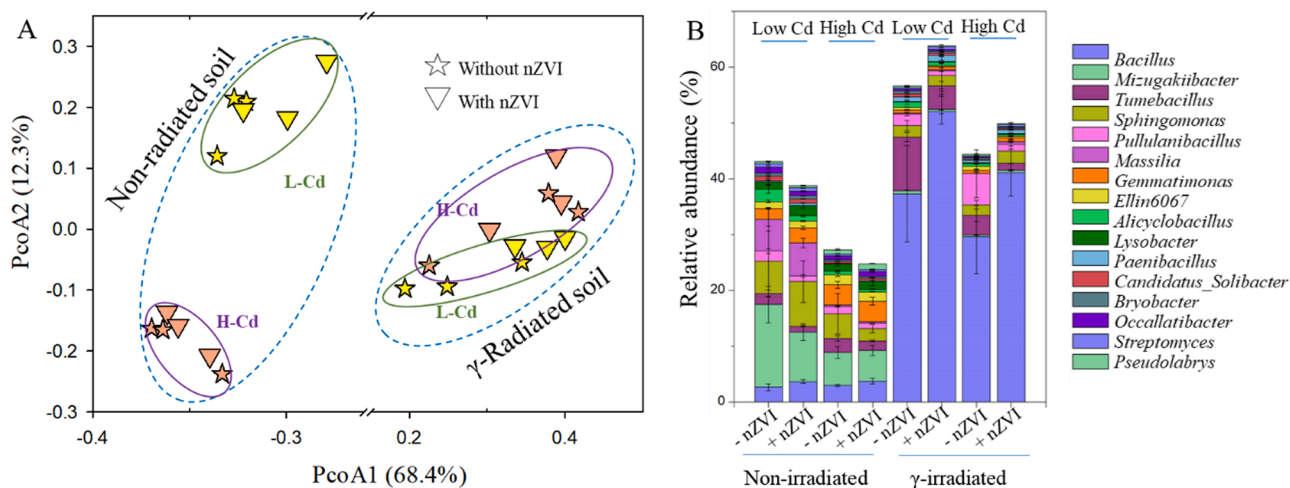 A
0.3
0.2
0.1
0.0
-0.1
-0.2
-0.3
PcoA2 (12.3%)
Non-radiated soil
L-Cd
H-Cd
Without nZVI
With nZVI
H-Cd
L-Cd
γ-Radiated soil
-0.4
-0.3
0.2
0.4
PcoA1 (68.4%)
B
Low Cd High Cd Low Cd High Cd
60
40
20
0
Relative abundance (%)
- nZVI
+ nZVI
- nZVI
+ nZVI
- nZVI
+ nZVI
- nZVI
+ nZVI
Non-irradiated
γ-irradiated
Bacillus
Mizugakiibacter
Tumebacillus
Sphingomonas
Pullulanibacillus
Massilia
Gemmatimonas
Ellin6067
Alicyclobacillus
Lysobacter
Paenibacillus
Candidatus_Solibacter
Bryobacter
Occallatibacter
Streptomyces
Pseudolabrys